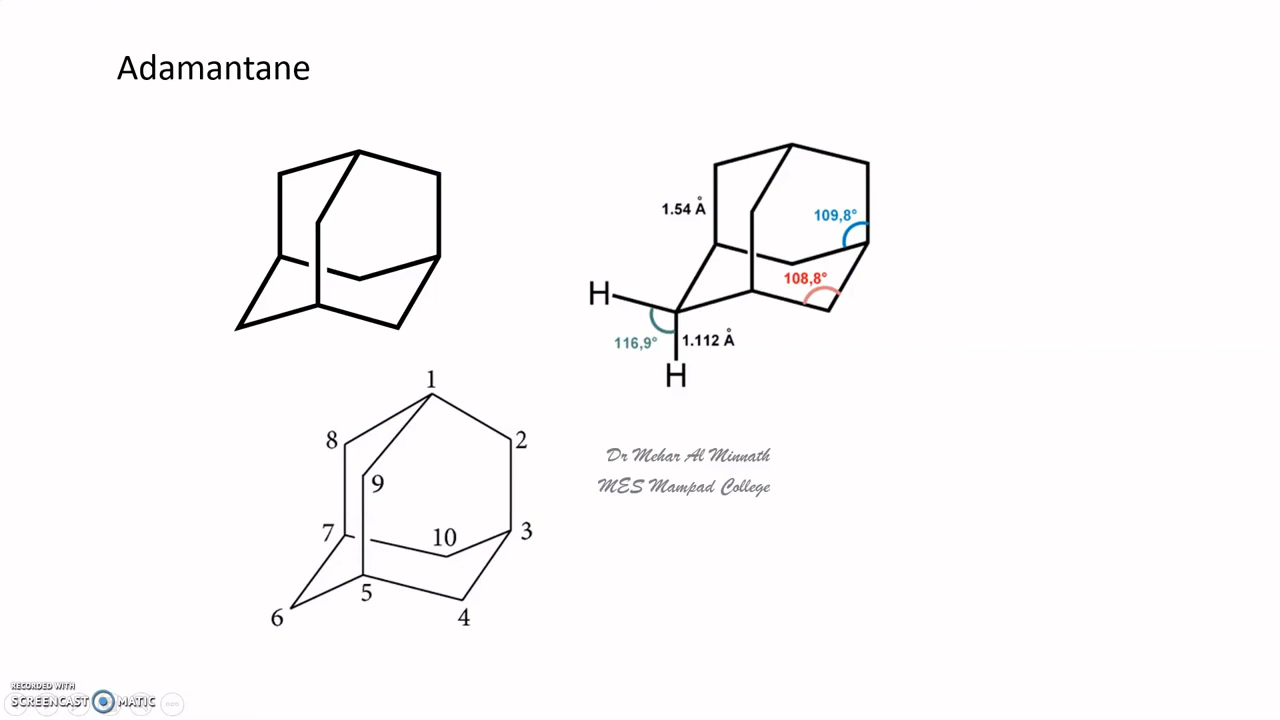 Adamantane
1.54 Å
109,8°
108,8°
H
116,9°
1.112 Å
H
1
8
2
9
7
10
3
5
6
4
Dr Mehar Al Minnath
MES Mampad College
RECORDED WITH
SCREENCAST MATIC